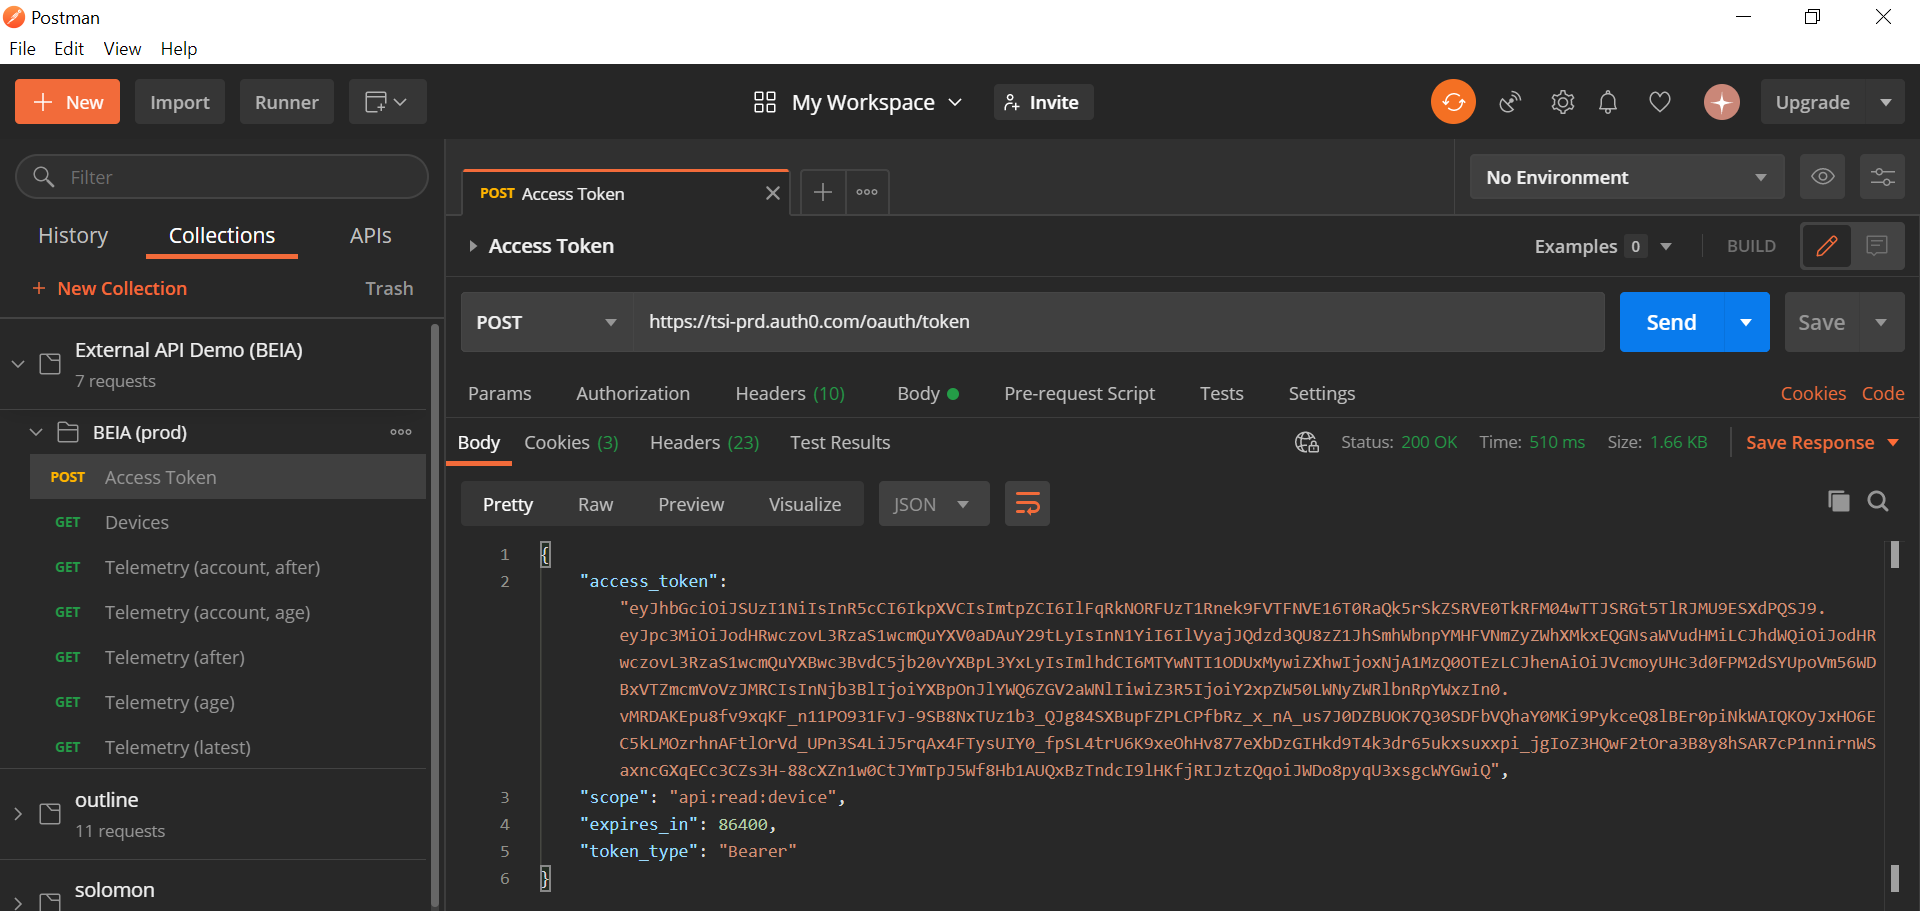 Postman
File Edit View Help
New Import Runner
My Workspace Invite
Upgrade
Filter
History Collections APIs
+ New Collection Trash
External API Demo (BEIA)
7 requests
BEIA (prod)
POST Access Token
GET Devices
GET Telemetry (account, after)
GET Telemetry (account, age)
GET Telemetry (after)
GET Telemetry (age)
GET Telemetry (latest)
outline
11 requests
solomon
POST Access Token
No Environment
Access Token
Examples 0 BUILD
POST https://tsi-prd.auth0.com/oauth/token Send Save
Params Authorization Headers (10) Body Pre-request Script Tests Settings Cookies Code
Body Cookies (3) Headers (23) Test Results Status: 200 OK Time: 510 ms Size: 1.66 KB Save Response
Pretty Raw Preview Visualize JSON
1 {
2 "access_token":
"eyJhbGciOiJSUzI1NiIsInR5cCI6IkpXVCIsImtpZCI6IlFqRkNORFUzT1Rnek9FVTFNVE16T0RaQk5rSkZSRVE0TkRFM04wTTJSRGt5TlRJMU9ESXdPQSJ9.
eyJpc3MiOiJodHRwczovL3RzaS1wcmQuYXV0aDAuY29tLyIsInN1YiI6IlVyajJQdzd3QU8zZ1JhSmhWbnpYMHFVNmZyZWhXMkxEQGNsaWVudHMiLCJhdWQiOiJodHR
wczovL3RzaS1wcmQuYXBwc3BvdC5jb20vYXBpL3YxLyIsImlhdCI6MTYwNTI1ODUxMywiZXhwIjoxNjA1MzQ0OTEzLCJhenAiOiJVcmoyUHc3d0FPM2dSYUpoVm56WD
BxVTZmcmVoVzJMRCIsInNjb3BlIjoiYXBpOnJlYWQ6ZGV2aWNlIiwiZ3R5IjoiY2xpZW50LWNyZWRlbnRpYWxzIn0.
vMRDAKEpu8fv9xqKF_n11PO931FvJ-9SB8NxTUz1b3_QJg84SXBupFZPLCPfbRz_x_nA_us7J0DZBUOK7Q30SDFbVQhaY0MKi9PykceQ8lBEr0piNkWAIQKOyJxHO6E
C5kLMOzrhnAFtlOrVd_UPn3S4LiJ5rqAx4FTysUIY0_fpSL4trU6K9xeOhHv877eXbDzGIHkd9T4k3dr65ukxsuxxpi_jgIoZ3HQwF2tOra3B8y8hSAR7cP1nnirnWS
axncGXqECc3CZs3H-88cXZn1w0CtJYmTpJ5Wf8Hb1AUQxBzTndcI9lHKfjRIJztzQqoiJWDo8pyqU3xsgcWYGwiQ",
3 "scope": "api:read:device",
4 "expires_in": 86400,
5 "token_type": "Bearer"
6 }